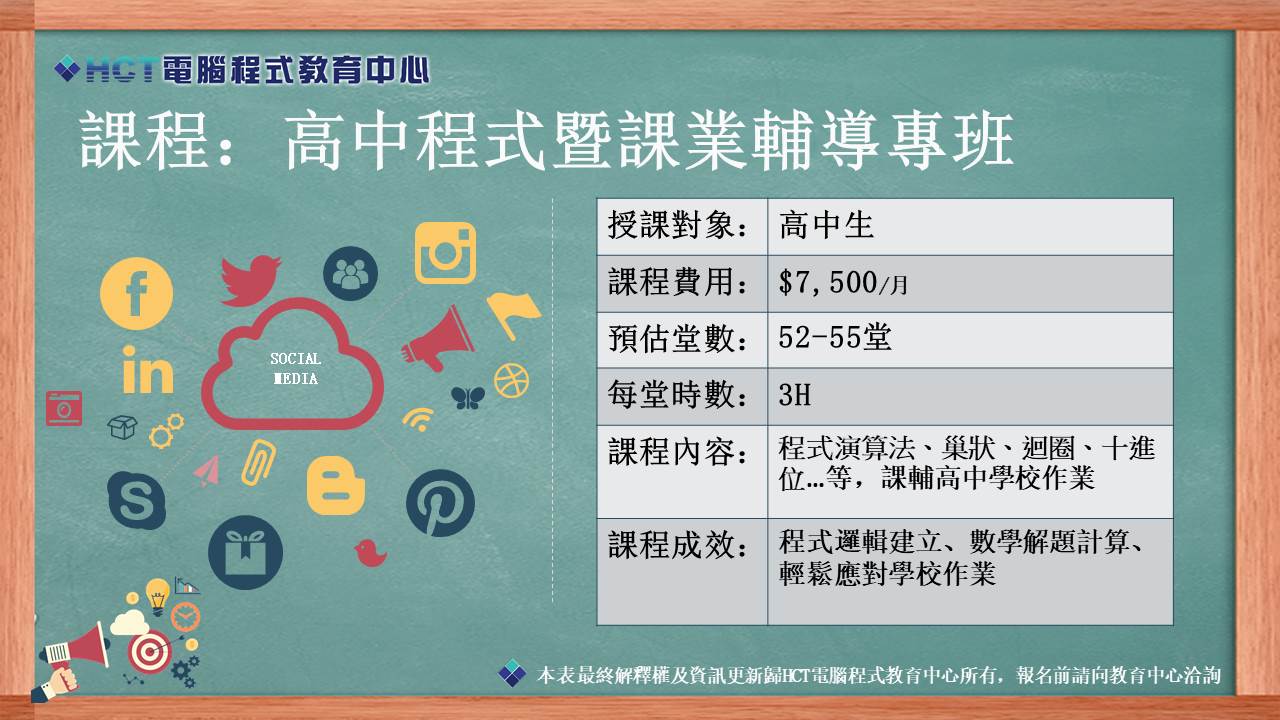 HCT電腦程式教育中心
課程：高中程式暨課業輔導專班
SOCIAL
MEDIA
授課對象： 高中生
課程費用： $7,500/月
預估堂數： 52-55堂
每堂時數： 3H
課程內容： 程式演算法、巢狀、迴圈、十進
位…等，課輔高中學校作業
課程成效： 程式邏輯建立、數學解題計算、
輕鬆應對學校作業
本表最終解釋權及資訊更新歸HCT電腦程式教育中心所有，報名前請向教育中心洽詢